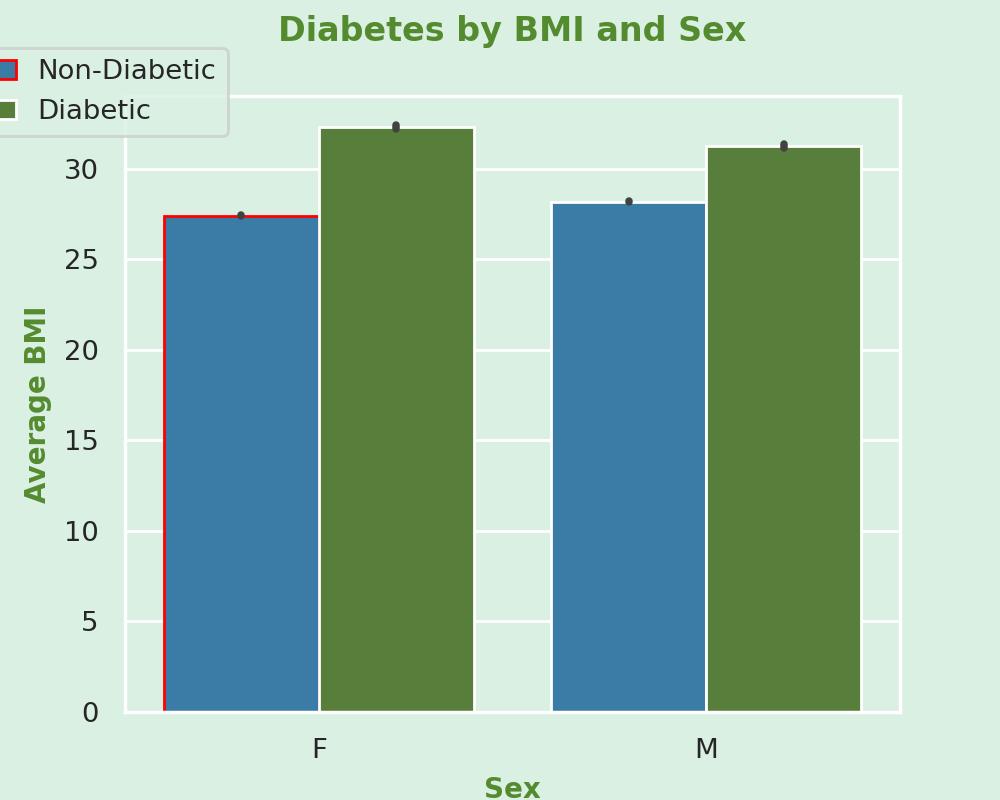 Diabetes by BMI and Sex
Non-Diabetic
Diabetic
30
25
20
15
10
5
0
Average BMI
F
M
Sex